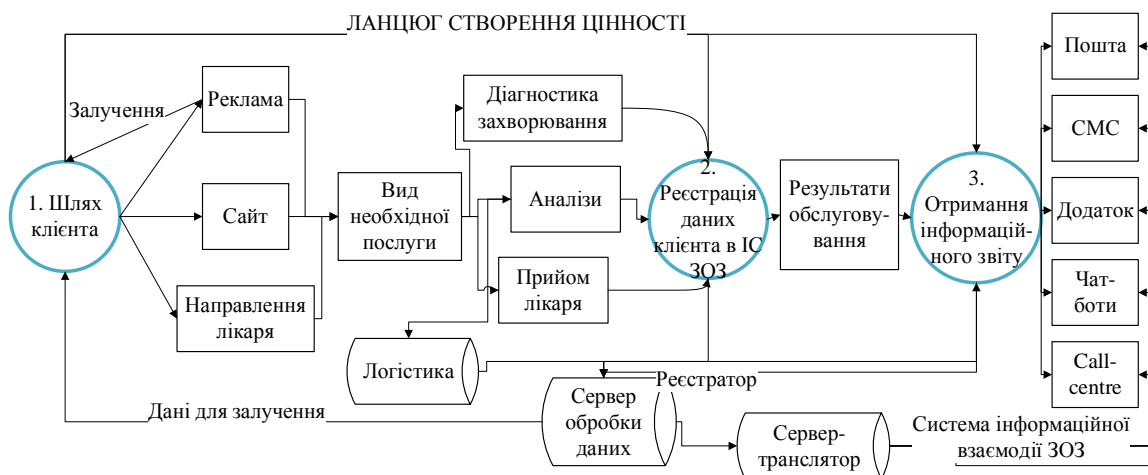 ЛАНЦЮГ СТВОРЕННЯ ЦІННОСТІ
Залучення
1. Шлях
клієнта
Реклама
Сайт
Направлення
лікаря
Вид
необхідної
послуги
Діагностика
захворювання
Аналізи
Прийом
лікаря
2.
Реєстрація
даних
клієнта в ІС
ЗОЗ
Результати
обслугову-
вування
3.
Отримання
інформацій-
ного звіту
Пошта
СМС
Додаток
Чат-
боти
Call-
centre
Логістика
Реєстратор
Дані для залучення
Сервер
обробки
даних
Сервер-
транслятор
Система інформаційної
взаємодії ЗОЗ